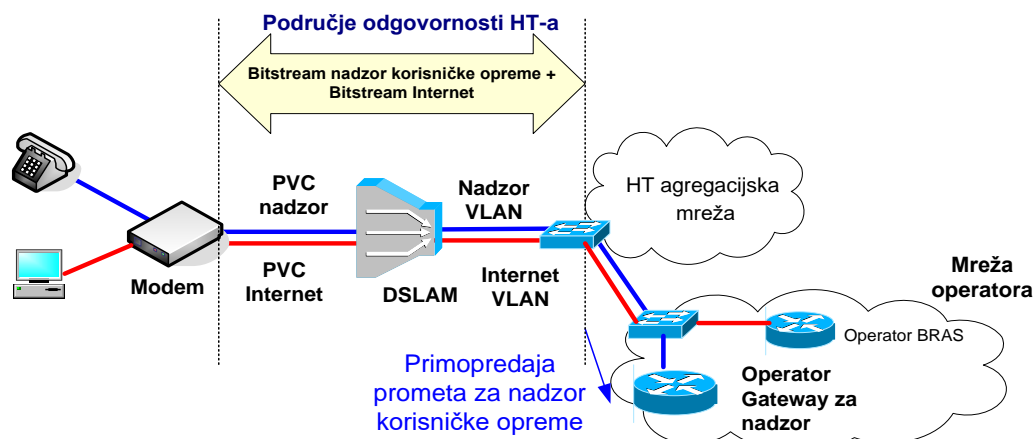 Područje odgovornosti HT-a
Bitstream nadzor korisničke opreme +
Bitstream Internet
HT agregacijska
mreža
PVC
nadzor
Nadzor
VLAN
PVC
Internet
Internet
VLAN
Modem
DSLAM
Mreža
operatora
Operator BRAS
Primopredaja
prometa za nadzor
korisničke opreme
Operator
Gateway za
nadzor